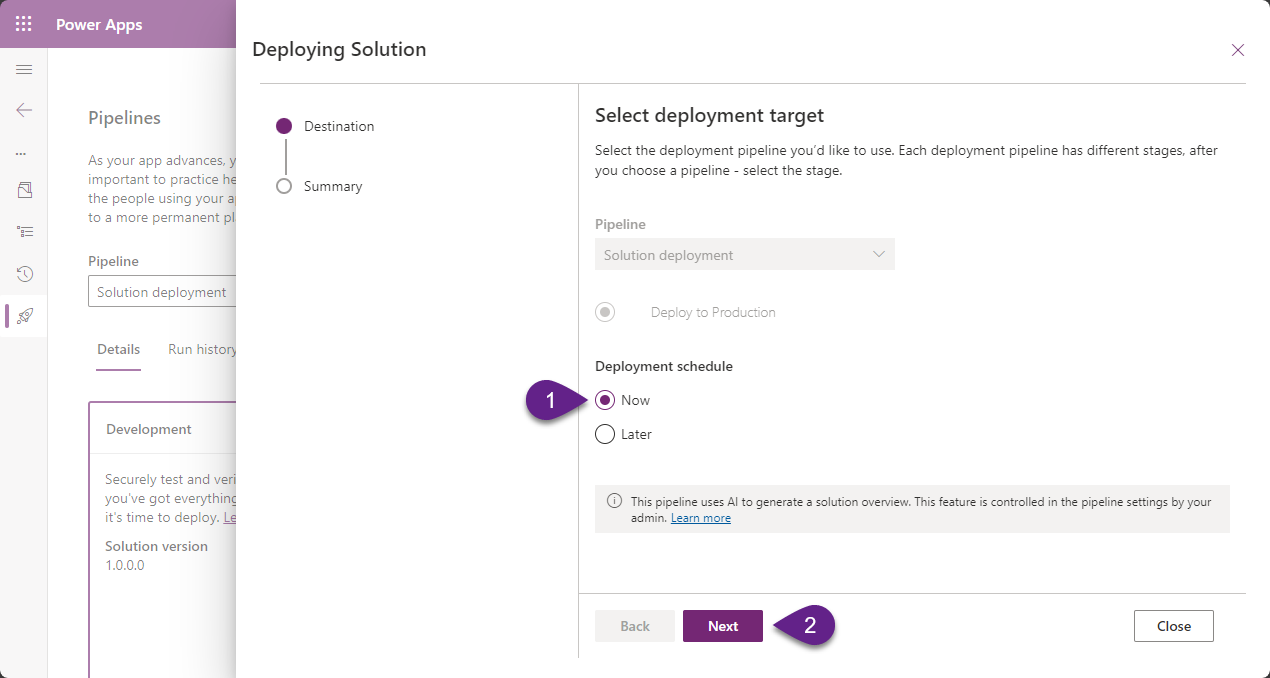 Power Apps
Pipelines
As your app advances,
important to practice
the people using your
to a more permanent
Pipeline
Solution deployment
Details
Run history
Development
Securely test and
you've got everything
it's time to deploy.
Solution version
1.0.0.0
Deploying Solution
Destination
Summary
Select deployment target
Select the deployment pipeline you'd like to use. Each deployment pipeline has different stages, after
you choose a pipeline - select the stage.
Pipeline
Solution deployment
Deploy to Production
Deployment schedule
1
Now
Later
This pipeline uses AI to generate a solution overview. This feature is controlled in the pipeline settings by your
admin. Learn more
Back
Next
2
Close